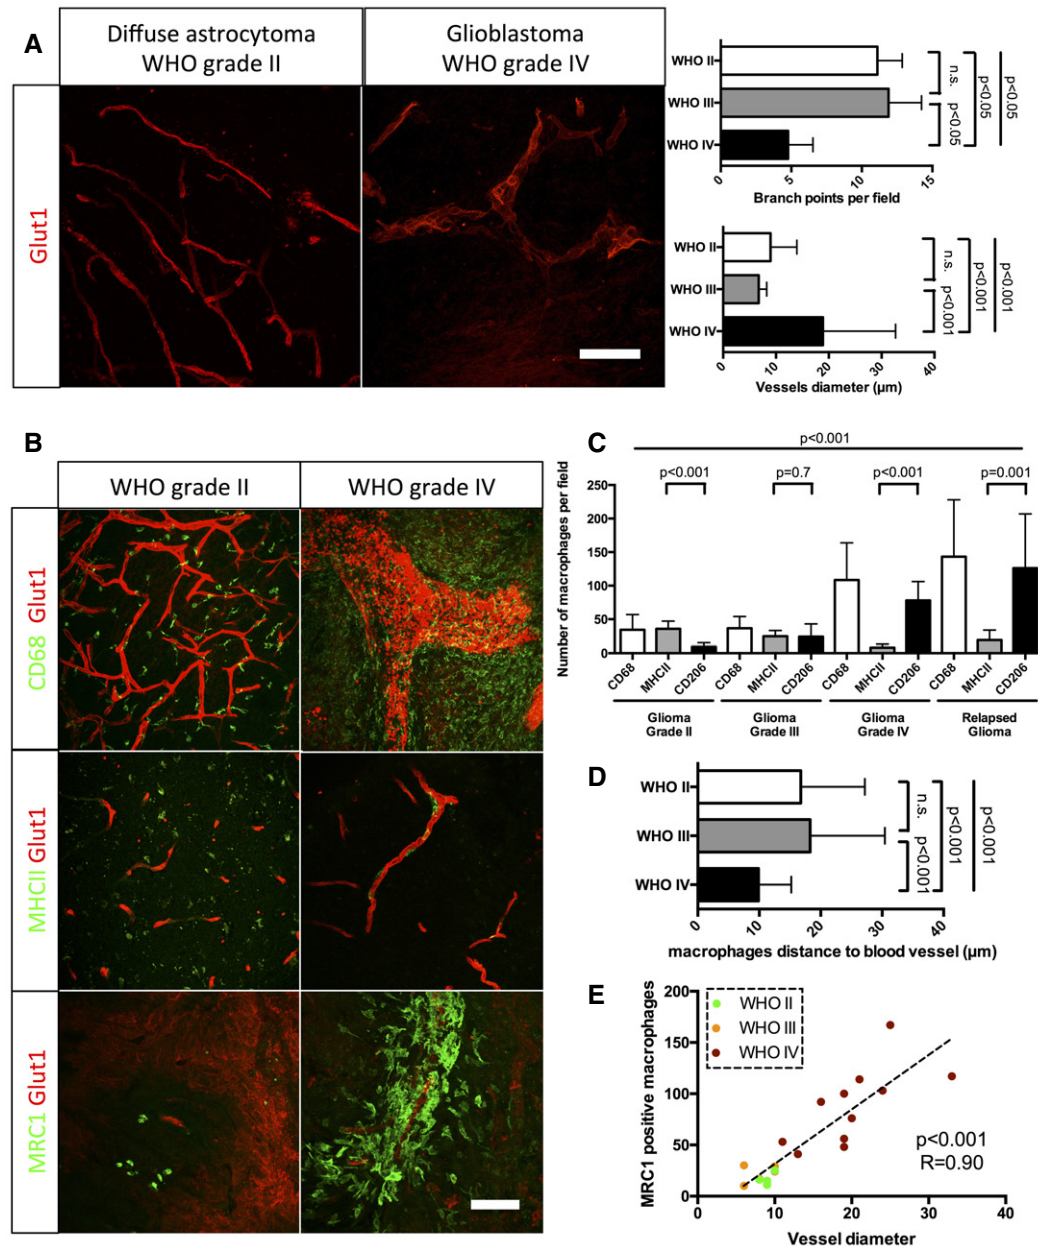 A
Diffuse astrocytoma
WHO grade II
Glioblastoma
WHO grade IV
Glut1
WHO II
WHO III
WHO IV
0
5
10
15
Branch points per field
n.s.
p<0.05
p<0.05
p<0.05
WHO II
WHO III
WHO IV
0
10
20
30
40
Vessels diameter (µm)
n.s.
p<0.001
p<0.001
p<0.001
B
WHO grade II
WHO grade IV
CD68 Glut1
MHCII Glut1
MRC1 Glut1
C
p<0.001
p<0.001
p=0.7
p<0.001
p=0.001
Number of macrophages per field
250
200
150
100
50
0
CD68
MHCII
CD206
CD68
MHCII
CD206
CD68
MHCII
CD206
CD68
MHCII
CD206
Glioma
Grade II
Glioma
Grade III
Glioma
Grade IV
Relapsed
Glioma
D
WHO II
WHO III
WHO IV
0
10
20
30
40
macrophages distance to blood vessel (µm)
n.s.
p<0.001
p<0.001
p<0.001
E
MRC1 positive macrophages
200
150
100
50
0
WHO II
WHO III
WHO IV
p<0.001
R=0.90
0
10
20
30
40
Vessel diameter